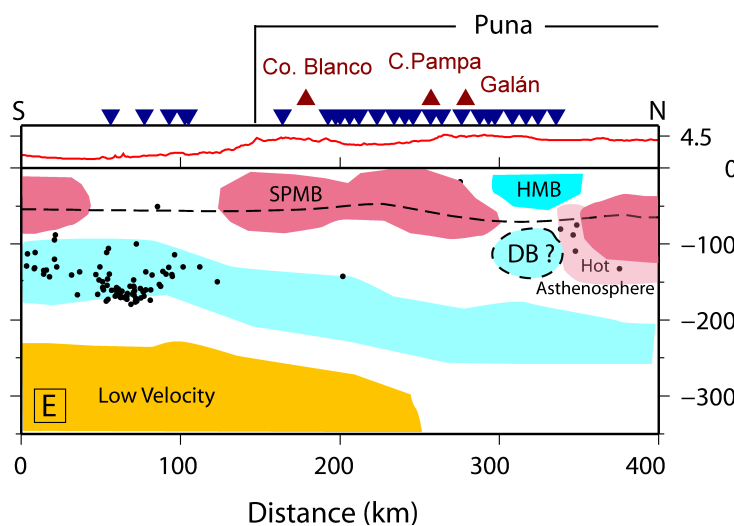 Puna
Co. Blanco
C.Pampa
Galán
S
N
4.5
0
SPMB
HMB
−100
DB ?
Hot
Asthenosphere
−200
−300
Low Velocity
E
0
100
200
300
400
Distance (km)